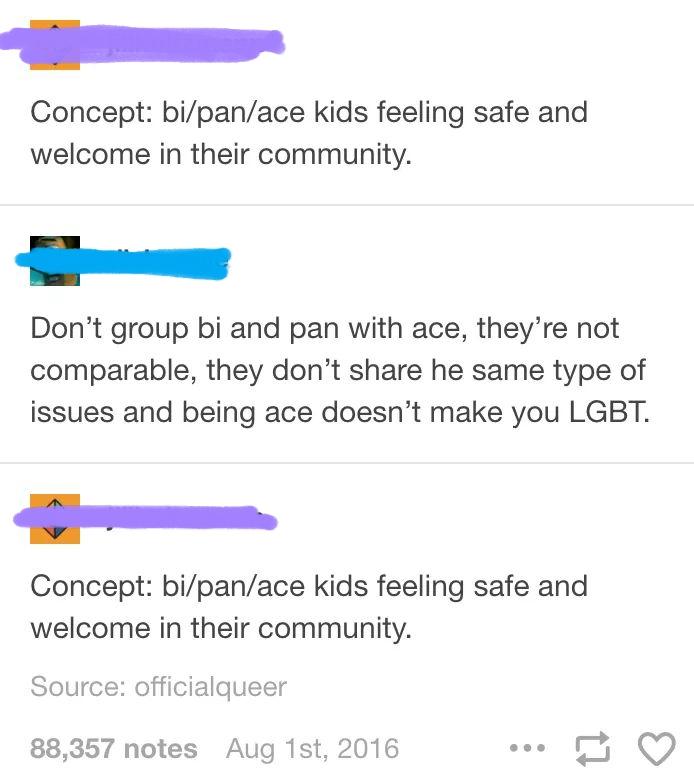 Concept: bi/pan/ace kids feeling safe and
welcome in their community.
Don’t group bi and pan with ace, they’re not
comparable, they don’t share he same type of
issues and being ace doesn’t make you LGBT.
Concept: bi/pan/ace kids feeling safe and
welcome in their community.
Source: officialqueer
88,357 notes Aug 1st, 2016